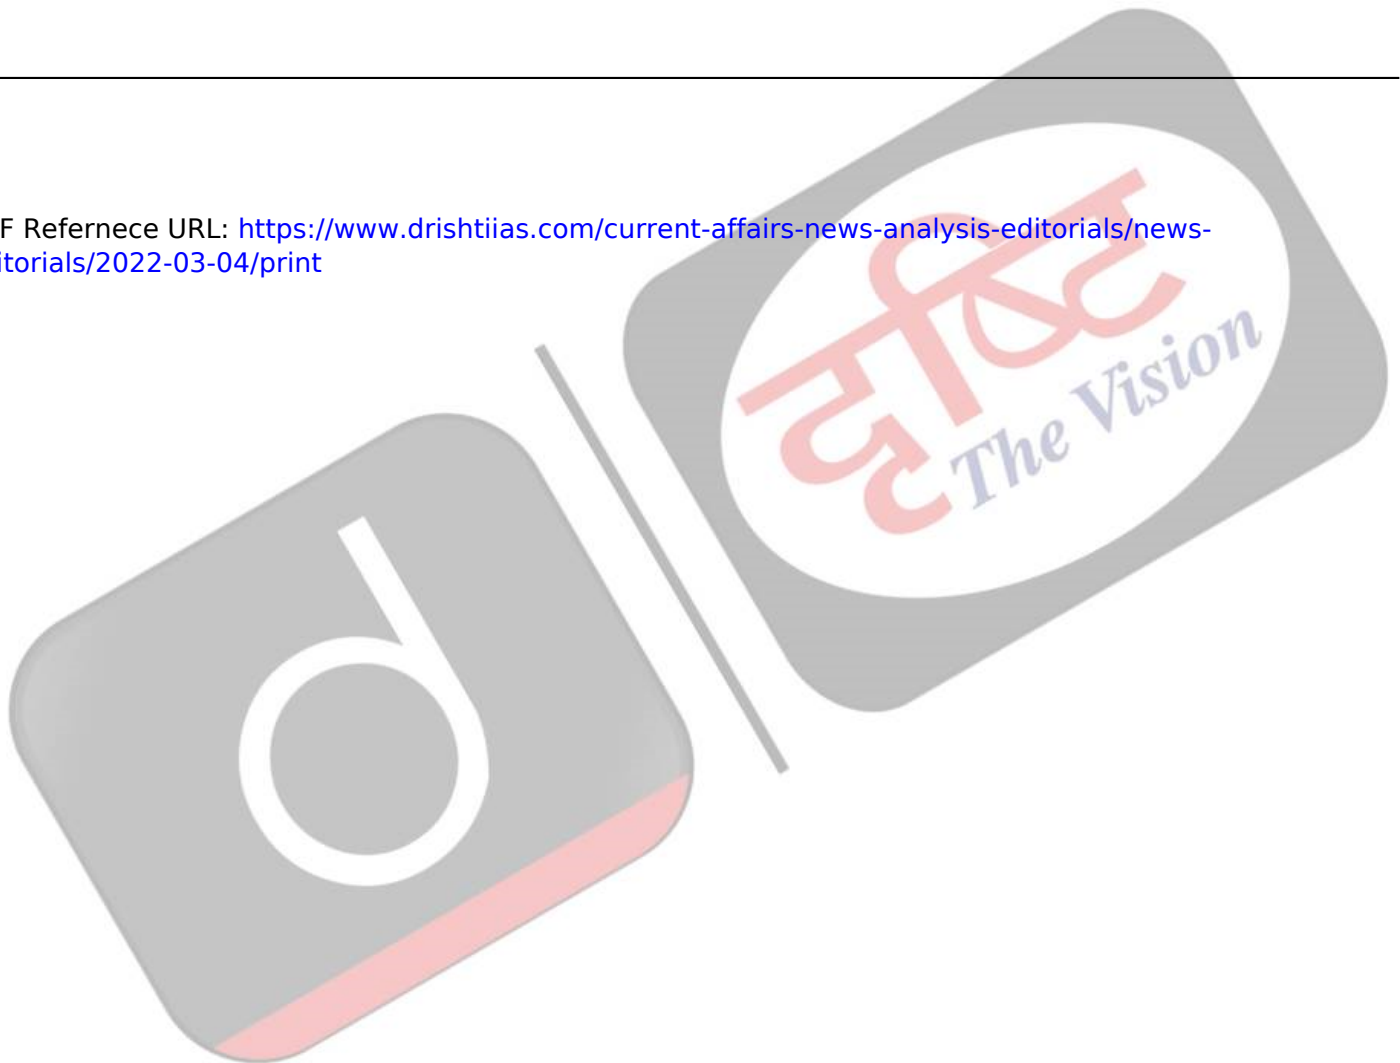 F Refernece URL: https://www.drishtiias.com/current-affairs-news-analysis-editorials/news-
itorials/2022-03-04/print
दृष्टि
The Vision
d